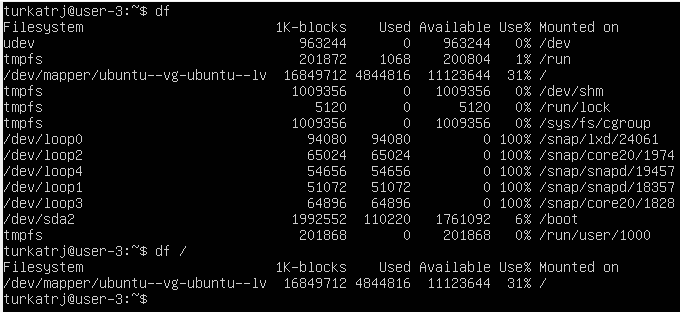 turkatrj@user-3:~$ df
Filesystem                        1K-blocks    Used Available Use% Mounted on
udev                                 963244       0    963244   0% /dev
tmpfs                                201872    1068    200804   1% /run
/dev/mapper/ubuntu--vg-ubuntu--lv  16849712 4844816  11123644  31% /
tmpfs                               1009356       0   1009356   0% /dev/shm
tmpfs                                  5120       0      5120   0% /run/lock
tmpfs                               1009356       0   1009356   0% /sys/fs/cgroup
/dev/loop0                            94080   94080         0 100% /snap/lxd/24061
/dev/loop2                            65024   65024         0 100% /snap/core20/1974
/dev/loop4                            54656   54656         0 100% /snap/snapd/19457
/dev/loop1                            51072   51072         0 100% /snap/snapd/18357
/dev/loop3                            64896   64896         0 100% /snap/core20/1828
/dev/sda2                           1992552  110220   1761092   6% /boot
tmpfs                                201868       0    201868   0% /run/user/1000
turkatrj@user-3:~$ df /
Filesystem                        1K-blocks    Used Available Use% Mounted on
/dev/mapper/ubuntu--vg-ubuntu--lv  16849712 4844816  11123644  31% /
turkatrj@user-3:~$